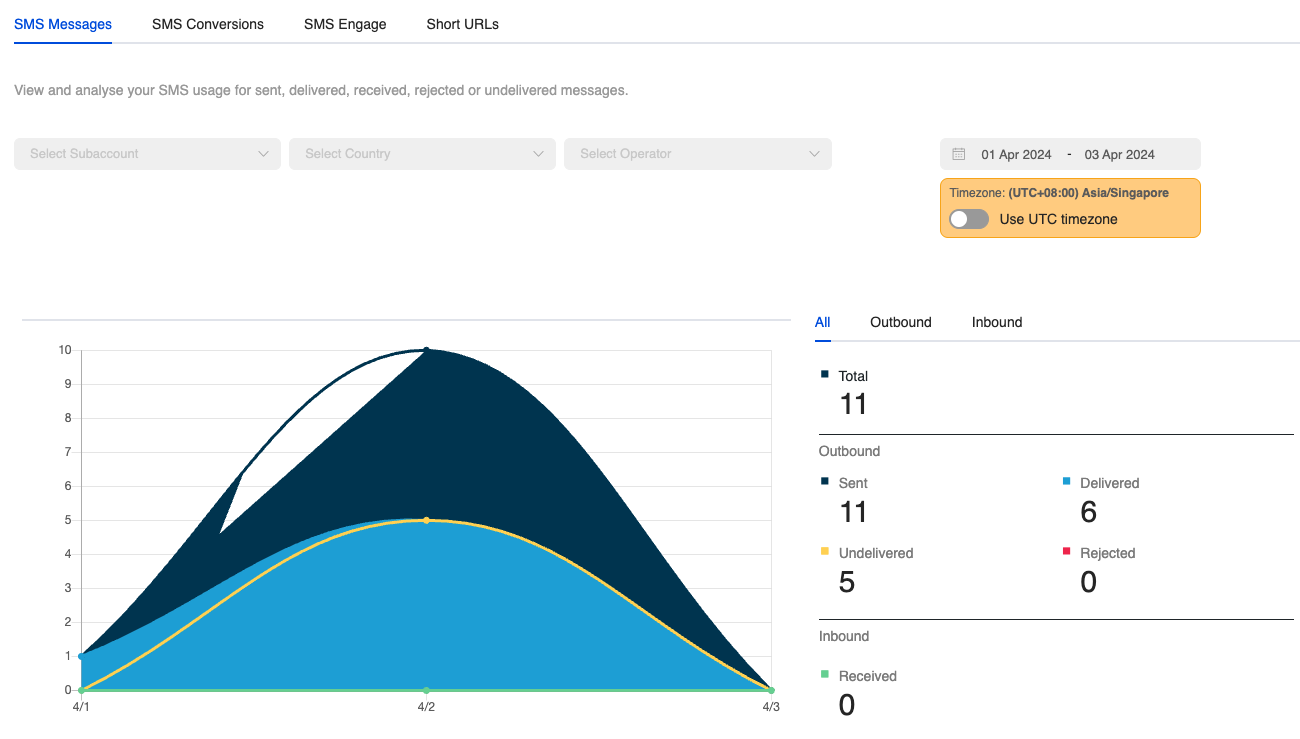 SMS Messages SMS Conversions SMS Engage Short URLs
View and analyse your SMS usage for sent, delivered, received, rejected or undelivered messages.
Select Subaccount Select Country Select Operator 01 Apr 2024 - 03 Apr 2024
Timezone: (UTC+08:00) Asia/Singapore
Use UTC timezone
All Outbound Inbound
10
9
8
7
6
5
4
3
2
1
0
4/1 4/2 4/3
Total
11
Outbound
Sent Delivered
11 6
Undelivered Rejected
5 0
Inbound
Received
0